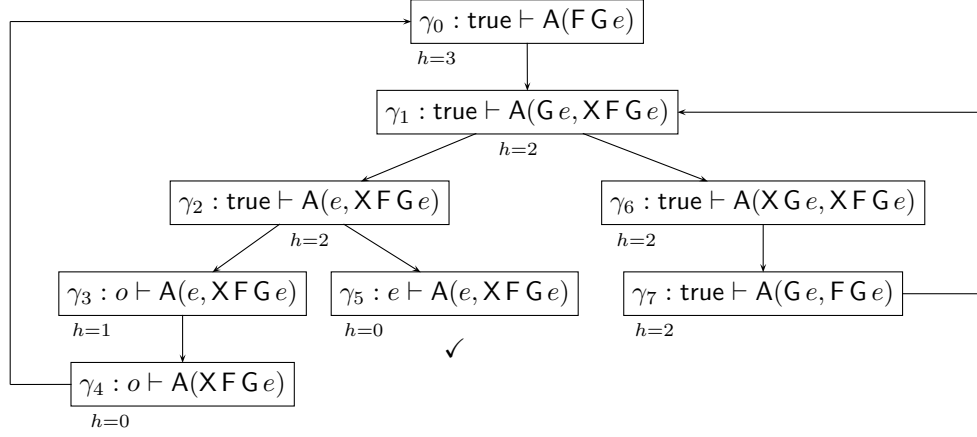 γ₀ : true ⊢ A(F G e)
h=3
γ₁ : true ⊢ A(G e, X F G e)
h=2
γ₂ : true ⊢ A(e, X F G e)
h=2
γ₆ : true ⊢ A(X G e, X F G e)
h=2
γ₃ : o ⊢ A(e, X F G e)
h=1
γ₅ : e ⊢ A(e, X F G e)
h=0
✓
γ₇ : true ⊢ A(G e, F G e)
h=2
γ₄ : o ⊢ A(X F G e)
h=0